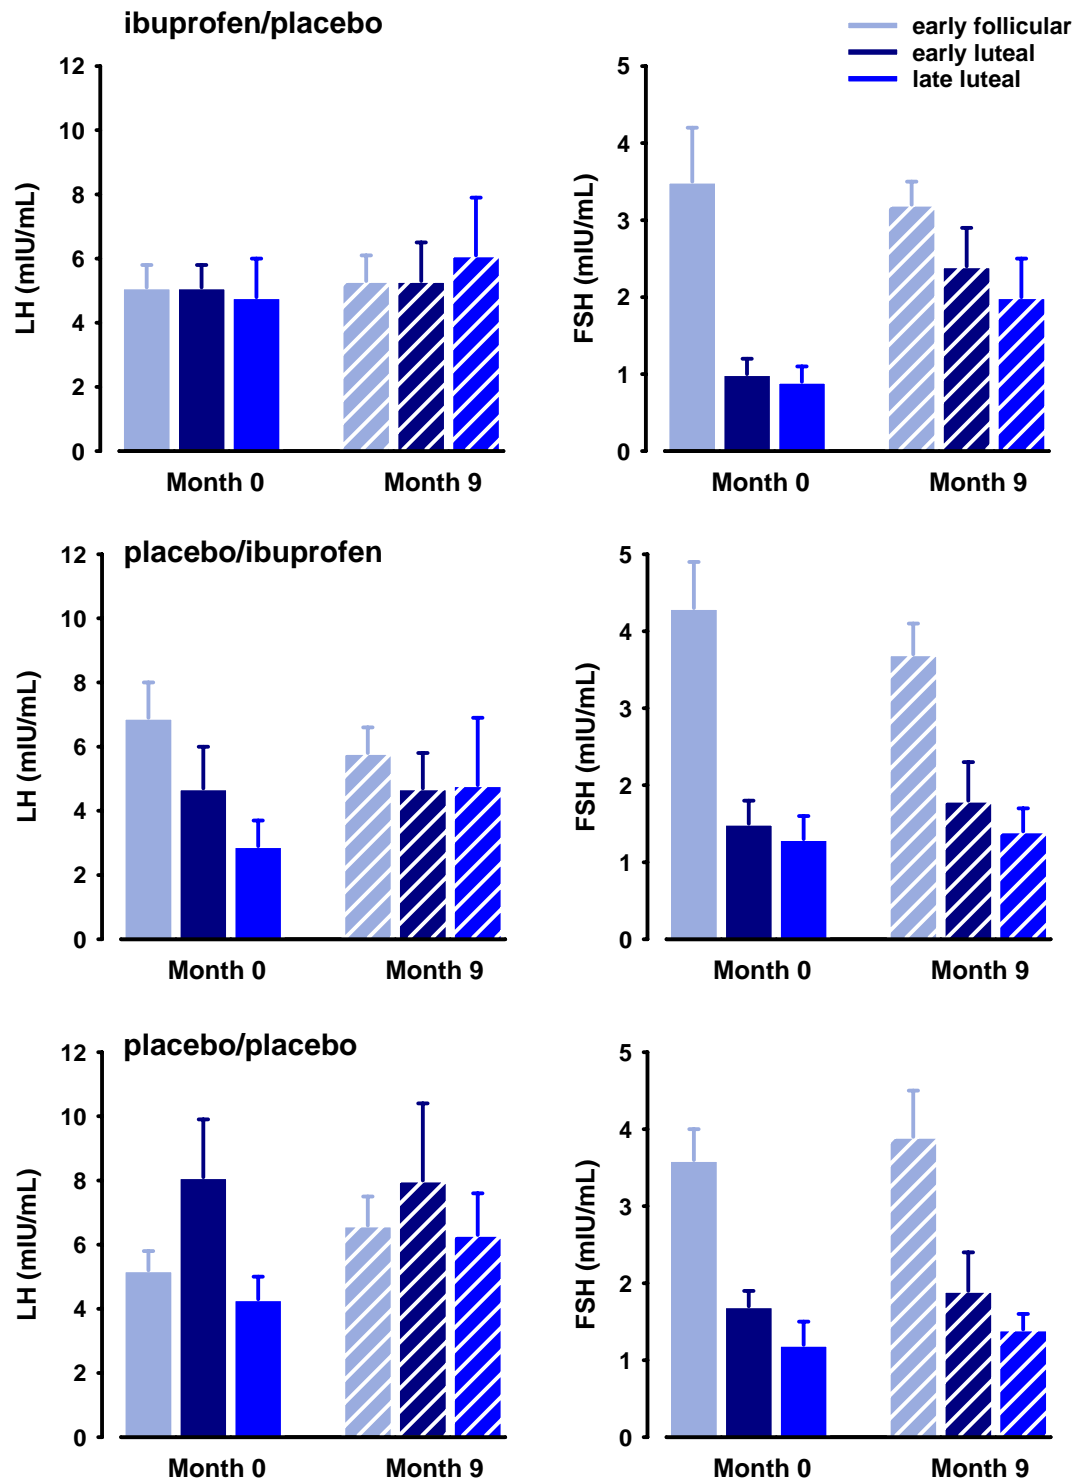 ibuprofen/placebo
early follicular
early luteal
late luteal
12
10
8
6
4
2
0
LH (mIU/mL)
Month 0
Month 9
5
4
3
2
1
0
FSH (mIU/mL)
Month 0
Month 9
placebo/ibuprofen
12
10
8
6
4
2
0
LH (mIU/mL)
Month 0
Month 9
5
4
3
2
1
0
FSH (mIU/mL)
Month 0
Month 9
placebo/placebo
12
10
8
6
4
2
0
LH (mIU/mL)
Month 0
Month 9
5
4
3
2
1
0
FSH (mIU/mL)
Month 0
Month 9